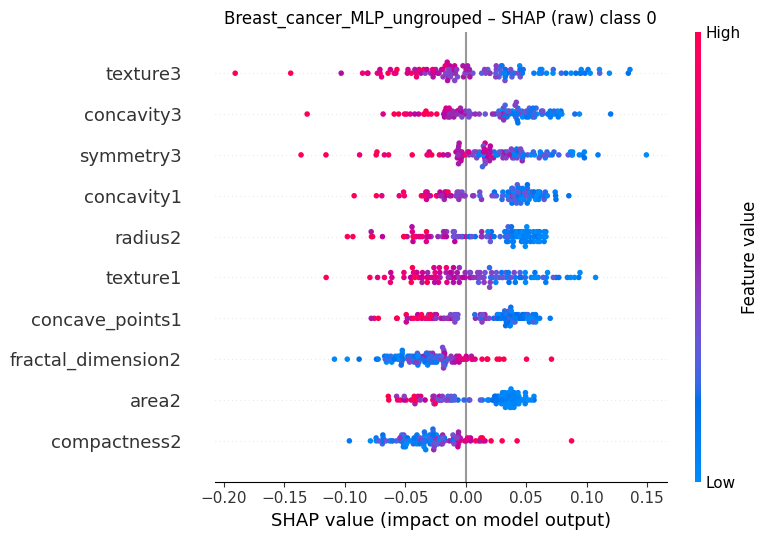 Breast_cancer_MLP_ungrouped – SHAP (raw) class 0
High
texture3
concavity3
symmetry3
concavity1
radius2
texture1
concave_points1
fractal_dimension2
area2
compactness2
Feature value
Low
−0.20 −0.15 −0.10 −0.05 0.00 0.05 0.10 0.15
SHAP value (impact on model output)